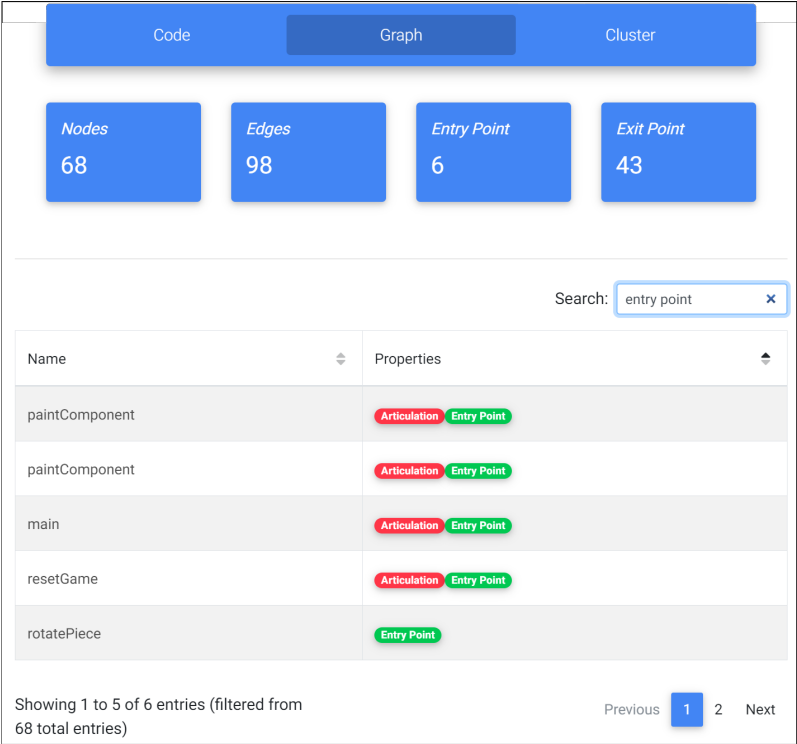 Code Graph Cluster
Nodes Edges Entry Point Exit Point
68 98 6 43
Search: entry point ×
Name Properties
paintComponent Articulation Entry Point
paintComponent Articulation Entry Point
main Articulation Entry Point
resetGame Articulation Entry Point
rotatePiece Entry Point
Showing 1 to 5 of 6 entries (filtered from
68 total entries)
Previous 1 2 Next